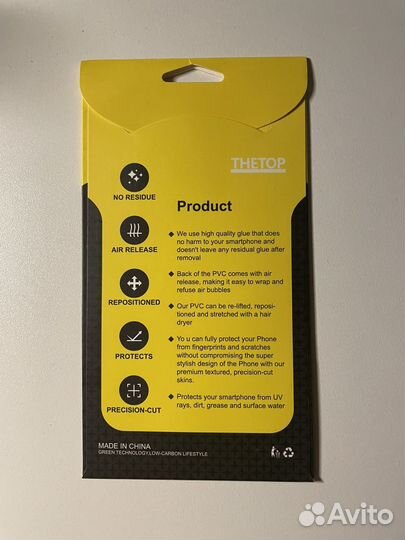 THETOP
NO RESIDUE
AIR RELEASE
REPOSITIONED
PROTECTS
PRECISION-CUT
Product
◆ We use high quality glue that does
no harm to your smartphone and
doesn't leave any residual glue after
removal
◆ Back of the PVC comes with air
release, making it easy to wrap and
refuse air bubbles
◆ Our PVC can be re-lifted, reposi-
tioned and stretched with a hair
dryer
◆ Yo u can fully protect your Phone
from fingerprints and scratches
without compromising the super
stylish design of the Phone with our
premium textured, precision-cut
skins.
◆ Protects your smartphone from UV
rays, dirt, grease and surface water
MADE IN CHINA
GREEN TECHNOLOGY,LOW-CARBON LIFESTYLE
Avito